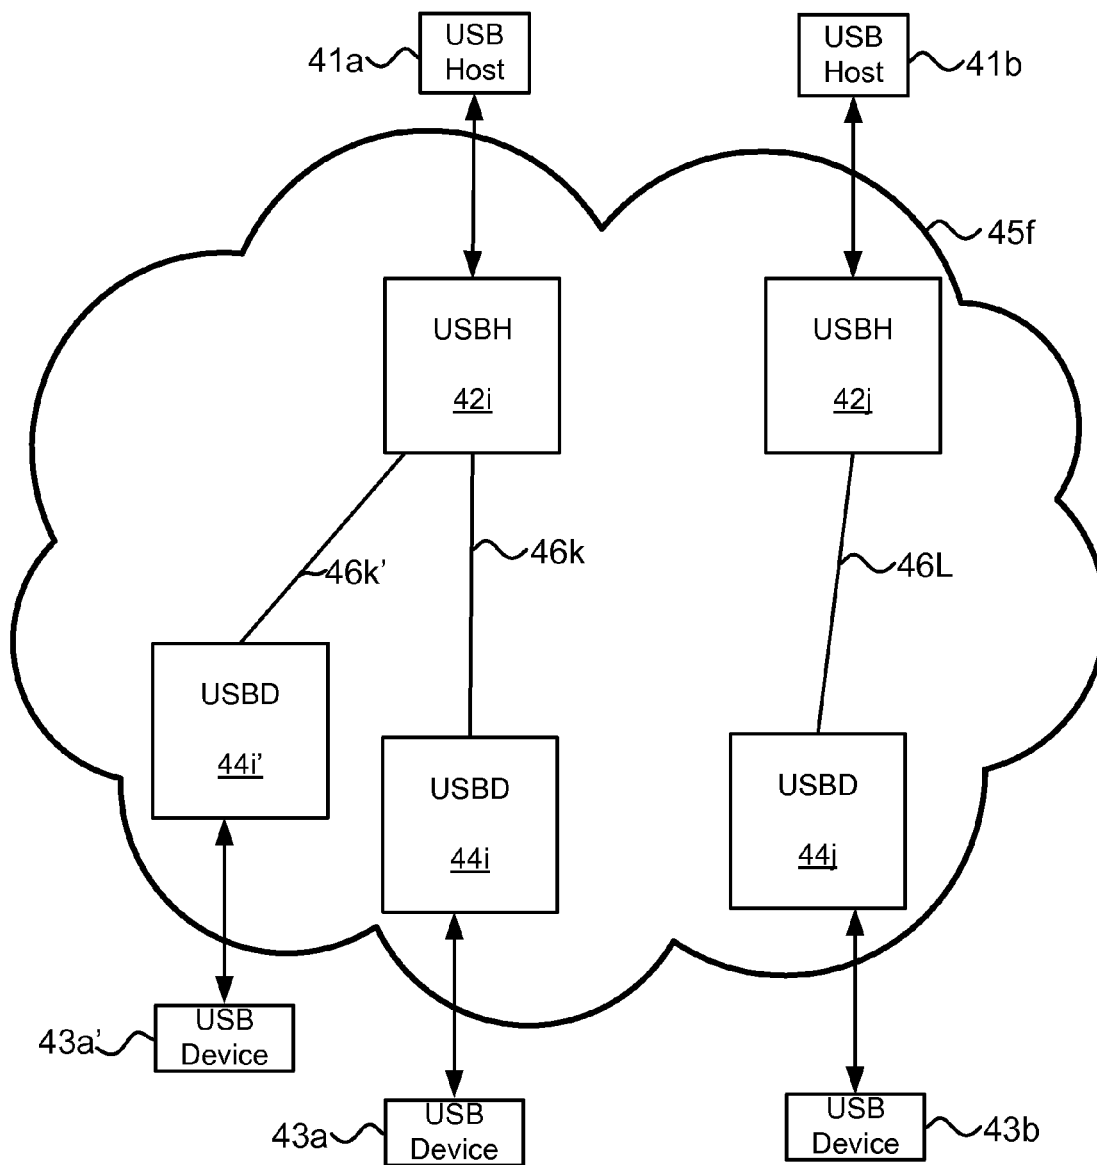 USB
Host
41a
USB
Host
41b
45f
USBH
42i
USBH
42j
46k’
46k
46L
USBD
44i’
USBD
44i
USBD
44j
USB
Device
43a’
USB
Device
43a
USB
Device
43b